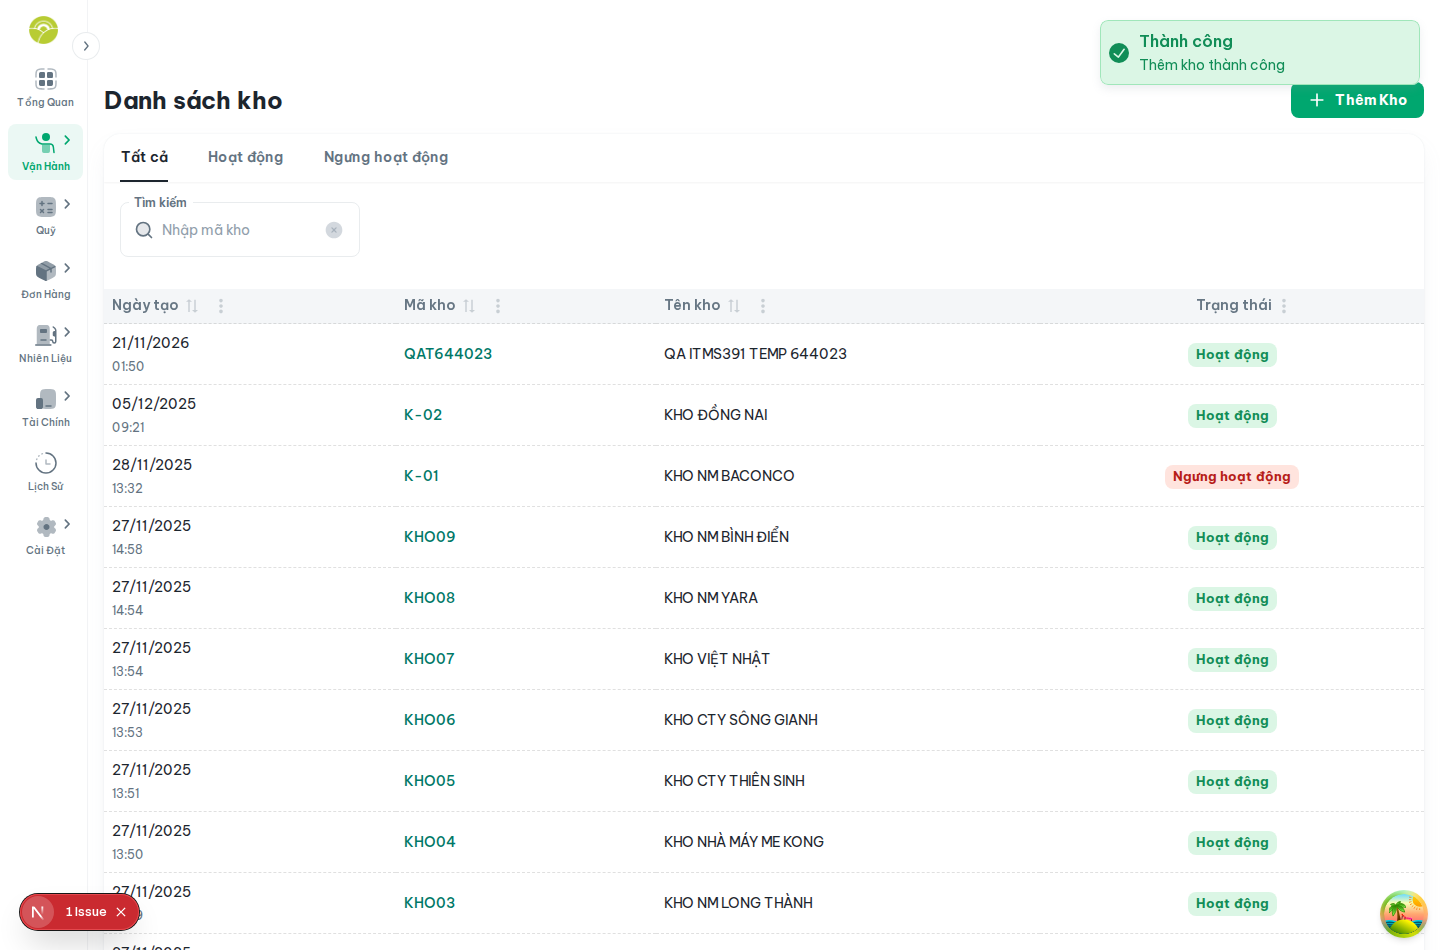 Thành công
Thêm kho thành công
Tổng Quan
Vận Hành
Quỹ
Đơn Hàng
Nhiên Liệu
Tài Chính
Lịch Sử
Cài Đặt
Danh sách kho
Thêm Kho
Tất cả
Hoạt động
Ngưng hoạt động
Tìm kiếm
Nhập mã kho
Ngày tạo
Mã kho
Tên kho
Trạng thái
21/11/2026
01:50
QAT644023
QA ITMS391 TEMP 644023
Hoạt động
05/12/2025
09:21
K-02
KHO ĐỒNG NAI
Hoạt động
28/11/2025
13:32
K-01
KHO NM BACONCO
Ngưng hoạt động
27/11/2025
14:58
KHO09
KHO NM BÌNH ĐIỂN
Hoạt động
27/11/2025
14:54
KHO08
KHO NM YARA
Hoạt động
27/11/2025
13:54
KHO07
KHO VIỆT NHẬT
Hoạt động
27/11/2025
13:53
KHO06
KHO CTY SÔNG GIANH
Hoạt động
27/11/2025
13:51
KHO05
KHO CTY THIÊN SINH
Hoạt động
27/11/2025
13:50
KHO04
KHO NHÀ MÁY ME KONG
Hoạt động
27/11/2025
KHO03
KHO NM LONG THÀNH
Hoạt động
1 Issue